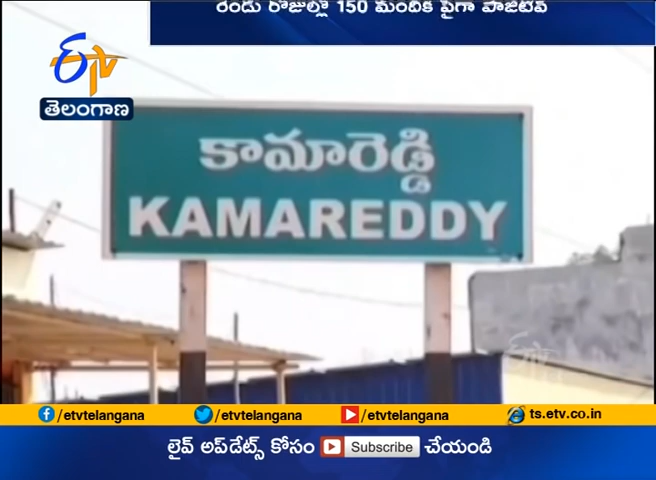 రెండు రోజుల్లో 150 మందికి పైగా పాజిటివ్
ETV
తెలంగాణ
కామారెడ్డి
KAMAREDDY
/etvtelangana /etvtelangana /etvtelangana ts.etv.co.in
లైవ్ అప్‌డేట్స్ కోసం Subscribe చేయండి